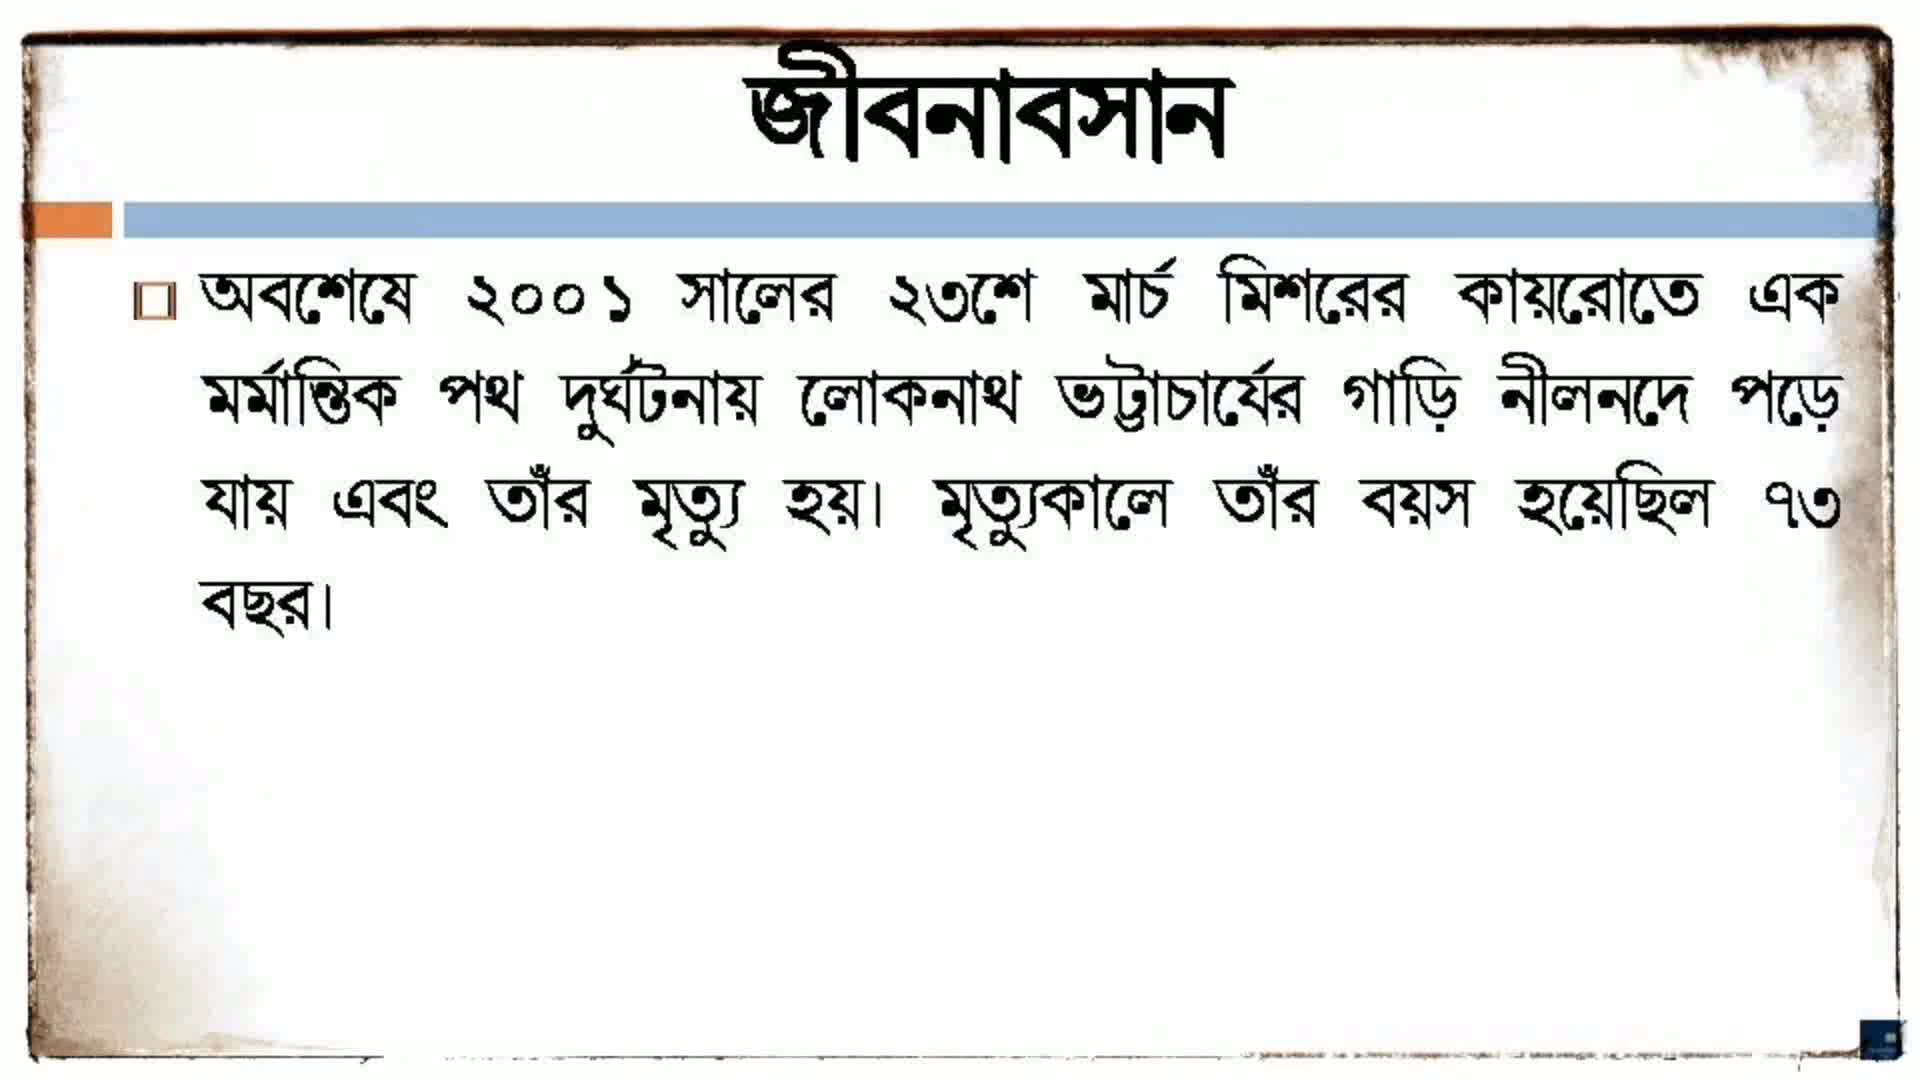 জীবনাবসান
অবশেষে ২০০১ সালের ২৩শে মার্চ মিশরের কায়রোতে এক
মর্মান্তিক পথ দুর্ঘটনায় লোকনাথ ভট্টাচার্যের গাড়ি নীলনদে পড়ে
যায় এবং তাঁর মৃত্যু হয়। মৃত্যুকালে তাঁর বয়স হয়েছিল ৭৩
বছর।